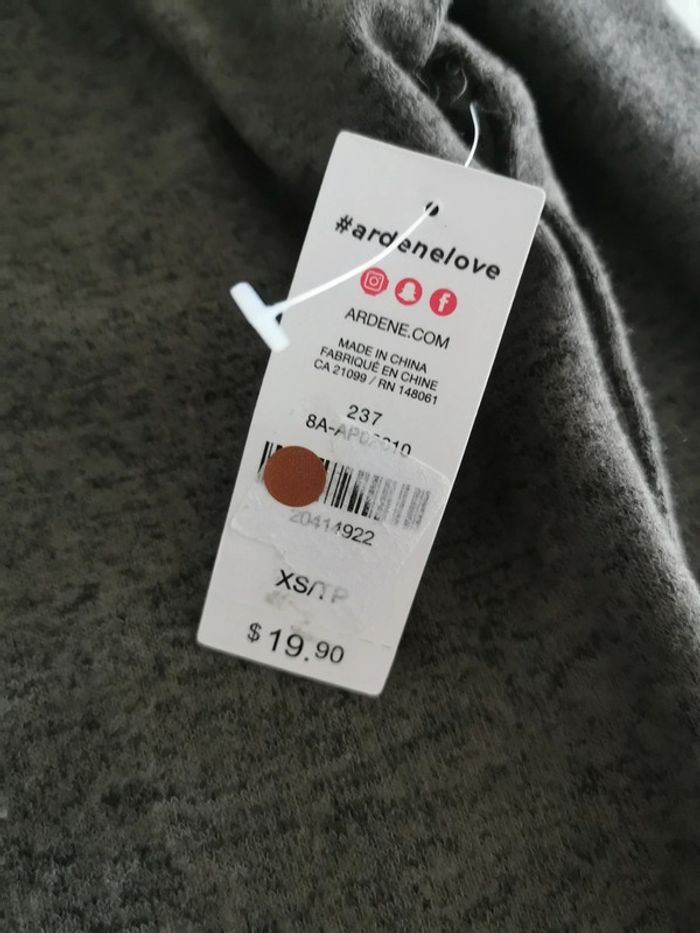 #ardenelove
ARDENE.COM
MADE IN CHINA
FABRIQUÉ EN CHINE
CA 21099 / RN 148061
237
20414922
XS/TP
$19.90